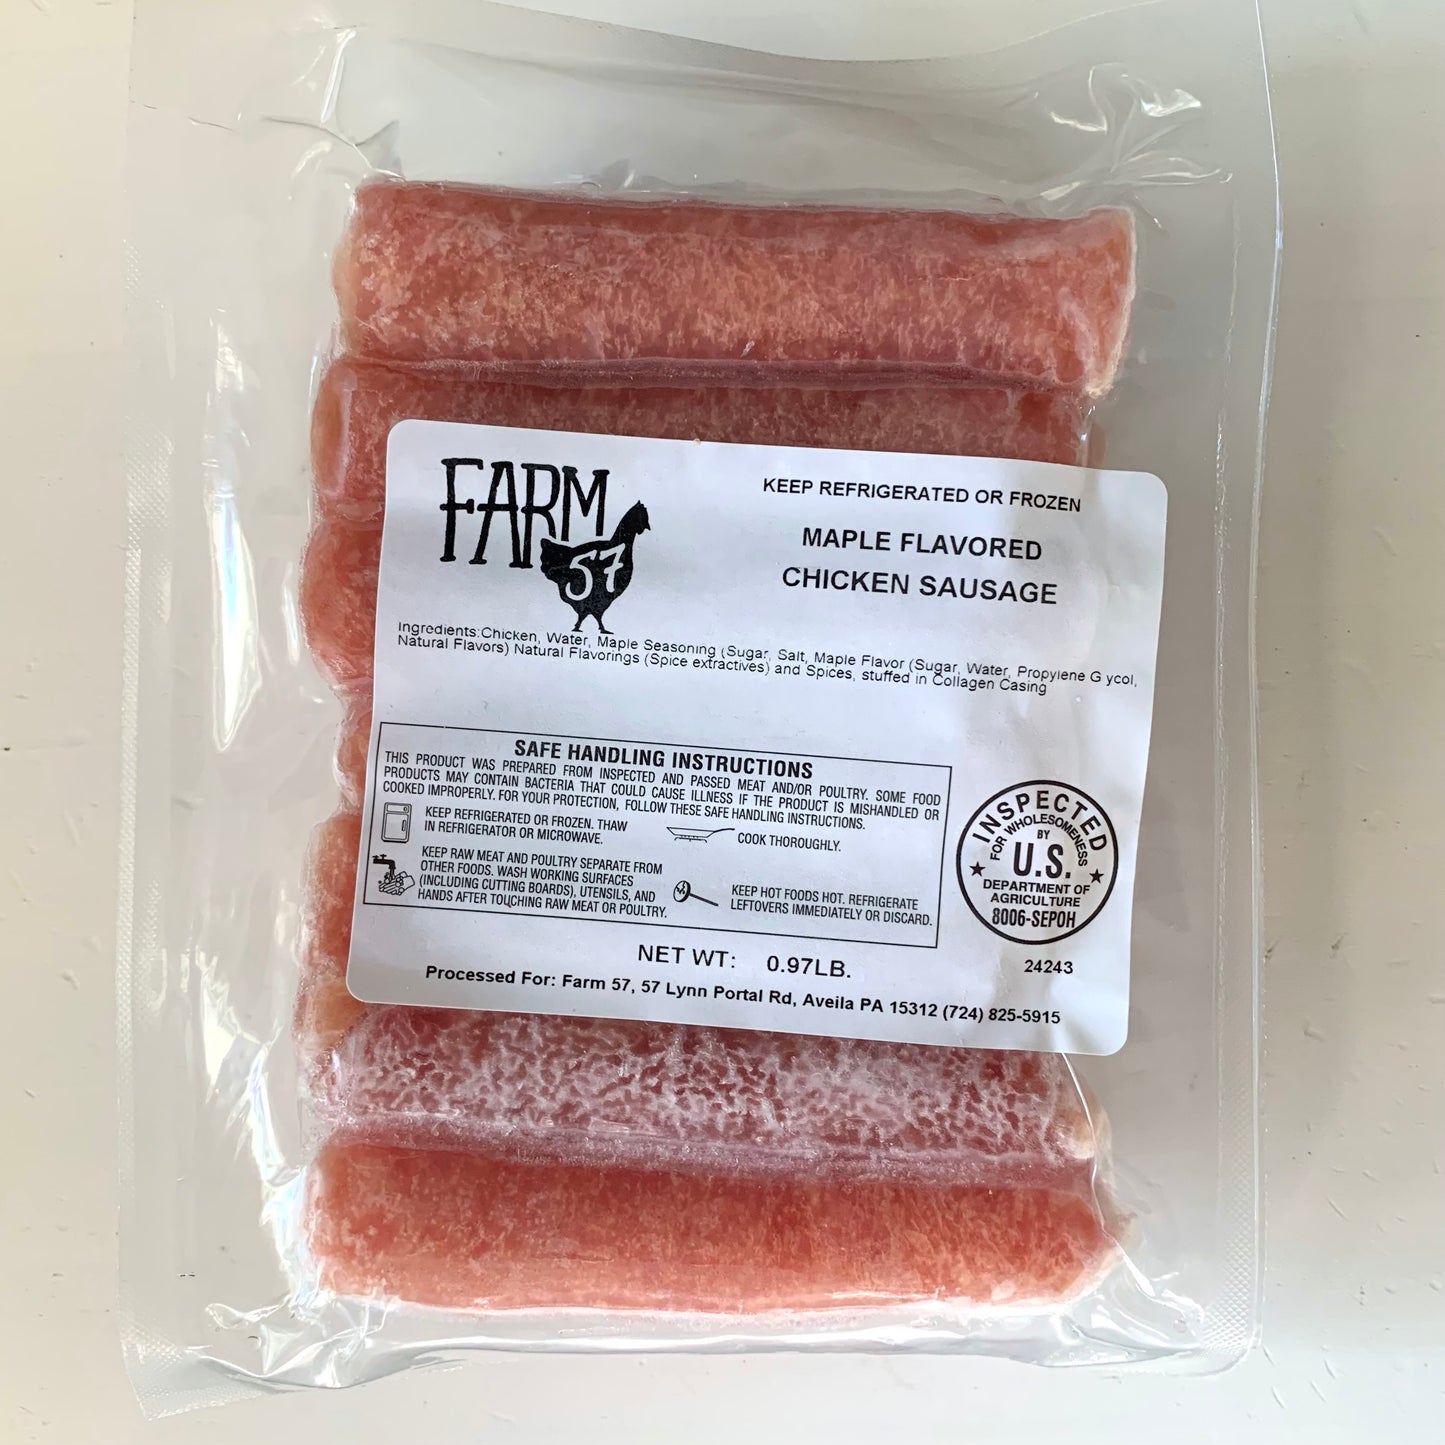 FARM
57
KEEP REFRIGERATED OR FROZEN
MAPLE FLAVORED
CHICKEN SAUSAGE
Ingredients:Chicken, Water, Maple Seasoning (Sugar, Salt, Maple Flavor (Sugar, Water, Propylene G ycol,
Natural Flavors) Natural Flavorings (Spice extractives) and Spices, stuffed in Collagen Casing
SAFE HANDLING INSTRUCTIONS
THIS PRODUCT WAS PREPARED FROM INSPECTED AND PASSED MEAT AND/OR POULTRY. SOME FOOD
PRODUCTS MAY CONTAIN BACTERIA THAT COULD CAUSE ILLNESS IF THE PRODUCT IS MISHANDLED OR
COOKED IMPROPERLY. FOR YOUR PROTECTION, FOLLOW THESE SAFE HANDLING INSTRUCTIONS.
KEEP REFRIGERATED OR FROZEN. THAW
IN REFRIGERATOR OR MICROWAVE.
COOK THOROUGHLY.
KEEP RAW MEAT AND POULTRY SEPARATE FROM
OTHER FOODS. WASH WORKING SURFACES
(INCLUDING CUTTING BOARDS), UTENSILS, AND
HANDS AFTER TOUCHING RAW MEAT OR POULTRY.
KEEP HOT FOODS HOT. REFRIGERATE
LEFTOVERS IMMEDIATELY OR DISCARD.
INSPECTED
FOR WHOLESOMENESS
BY
U.S.
DEPARTMENT OF
AGRICULTURE
8006-SEPOH
24243
NET WT: 0.97LB.
Processed For: Farm 57, 57 Lynn Portal Rd, Aveila PA 15312 (724) 825-5915